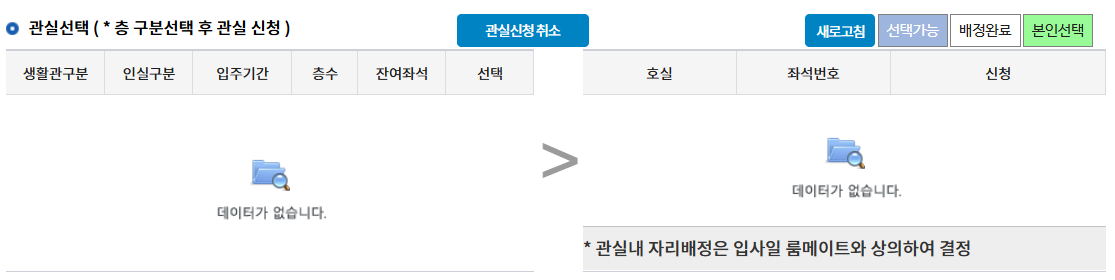 관실선택 ( * 층 구분선택 후 관실 신청 )
관실신청취소
새로고침 선택가능 배정완료 본인선택
생활관구분 인실구분 입주기간 층수 잔여좌석 선택
데이터가 없습니다.
>
호실 좌석번호 신청
데이터가 없습니다.
* 관실내 자리배정은 입사일 룸메이트와 상의하여 결정